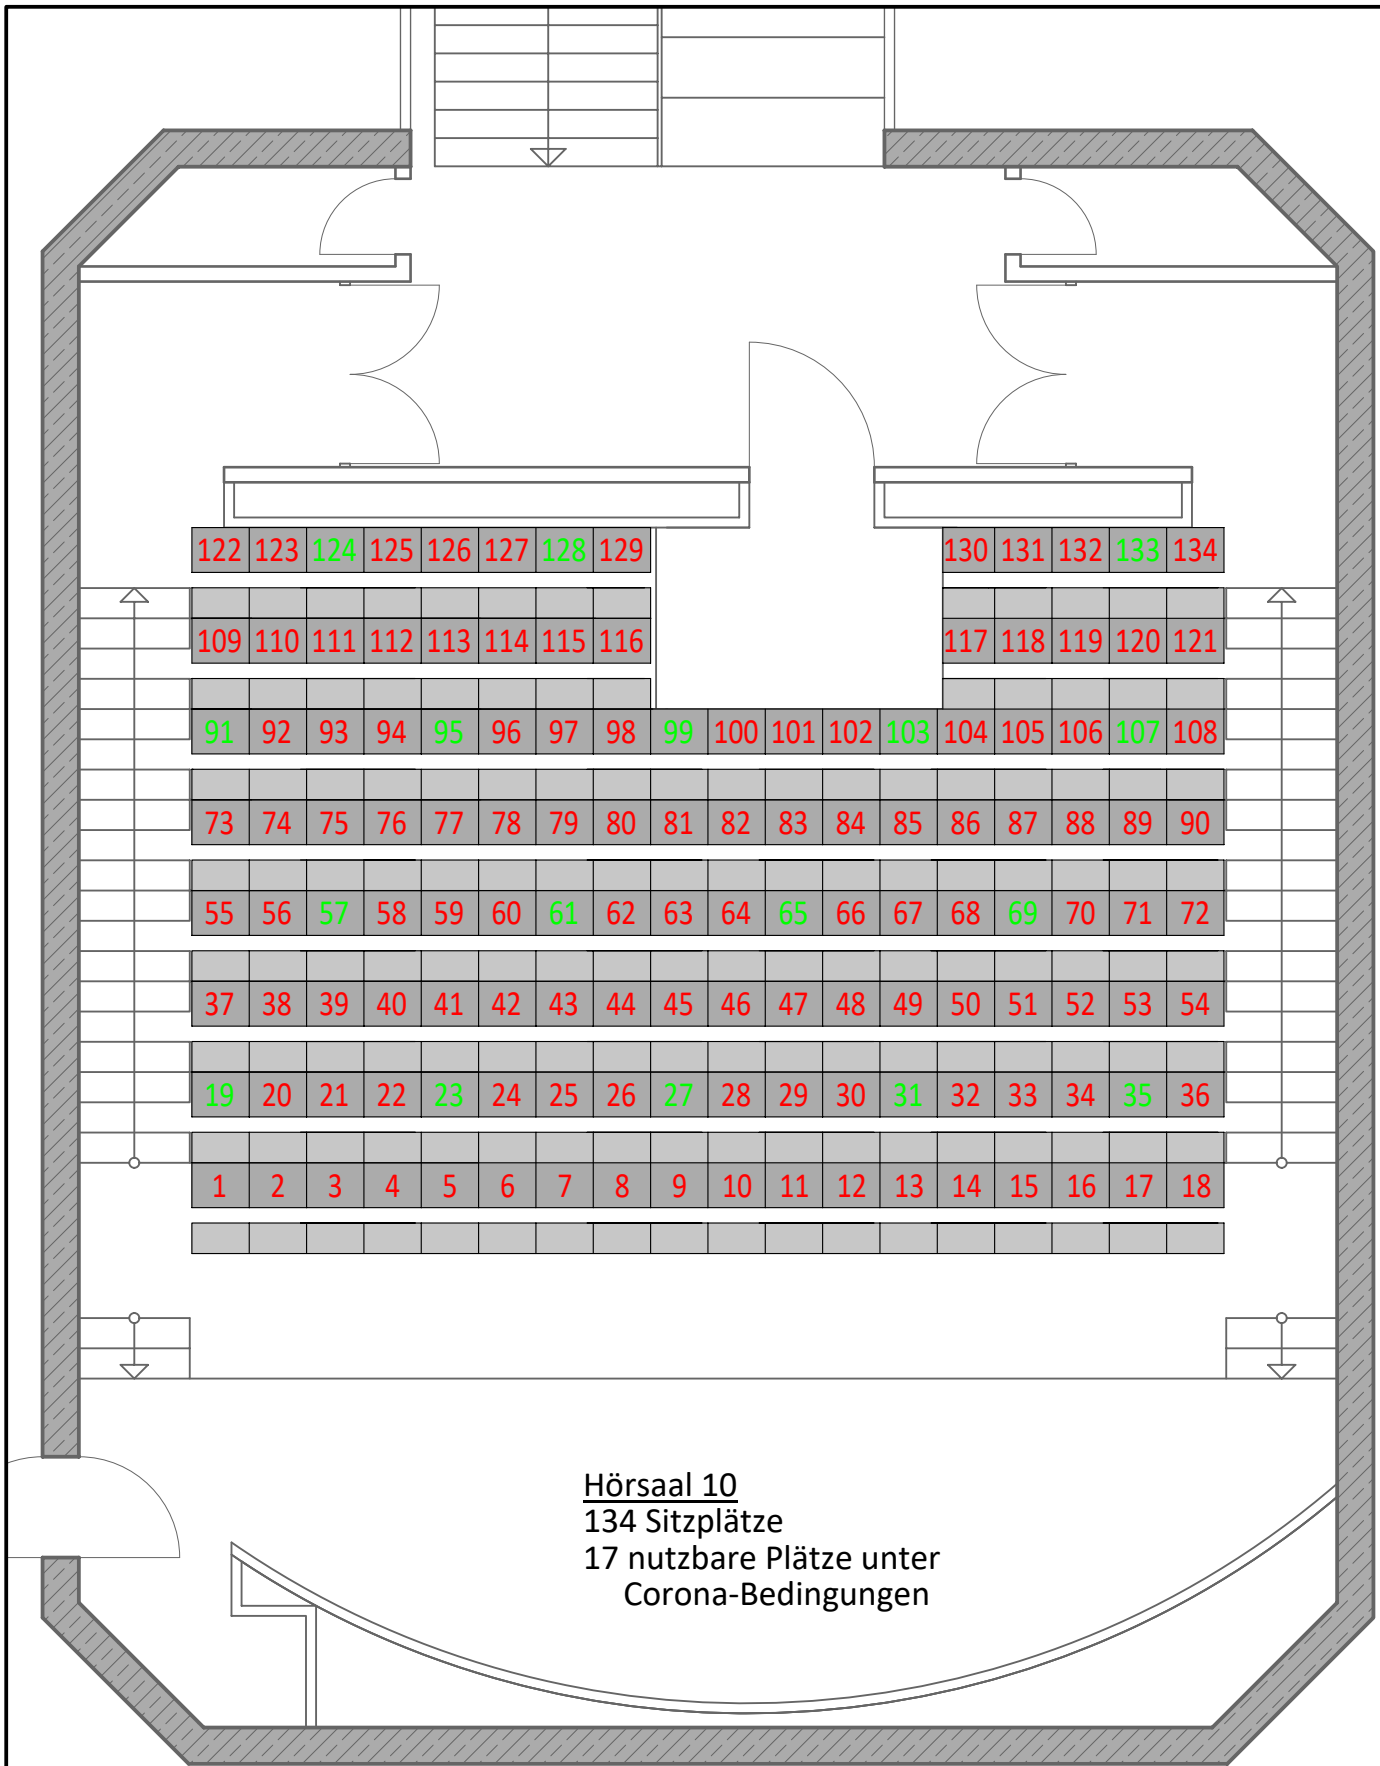 122 123 124 125 126 127 128 129 130 131 132 133 134
109 110 111 112 113 114 115 116 117 118 119 120 121
91 92 93 94 95 96 97 98 99 100 101 102 103 104 105 106 107 108
73 74 75 76 77 78 79 80 81 82 83 84 85 86 87 88 89 90
55 56 57 58 59 60 61 62 63 64 65 66 67 68 69 70 71 72
37 38 39 40 41 42 43 44 45 46 47 48 49 50 51 52 53 54
19 20 21 22 23 24 25 26 27 28 29 30 31 32 33 34 35 36
1 2 3 4 5 6 7 8 9 10 11 12 13 14 15 16 17 18
Hörsaal 10
134 Sitzplätze
17 nutzbare Plätze unter
Corona-Bedingungen